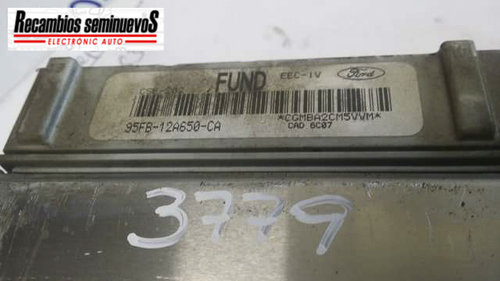 Recambios seminuevos
ELECTRONIC AUTO
FUND
EEC-IV
Ford
95FB-12A650-CA
*CGMBA2CM5VVM*
CAD 6C07
3779